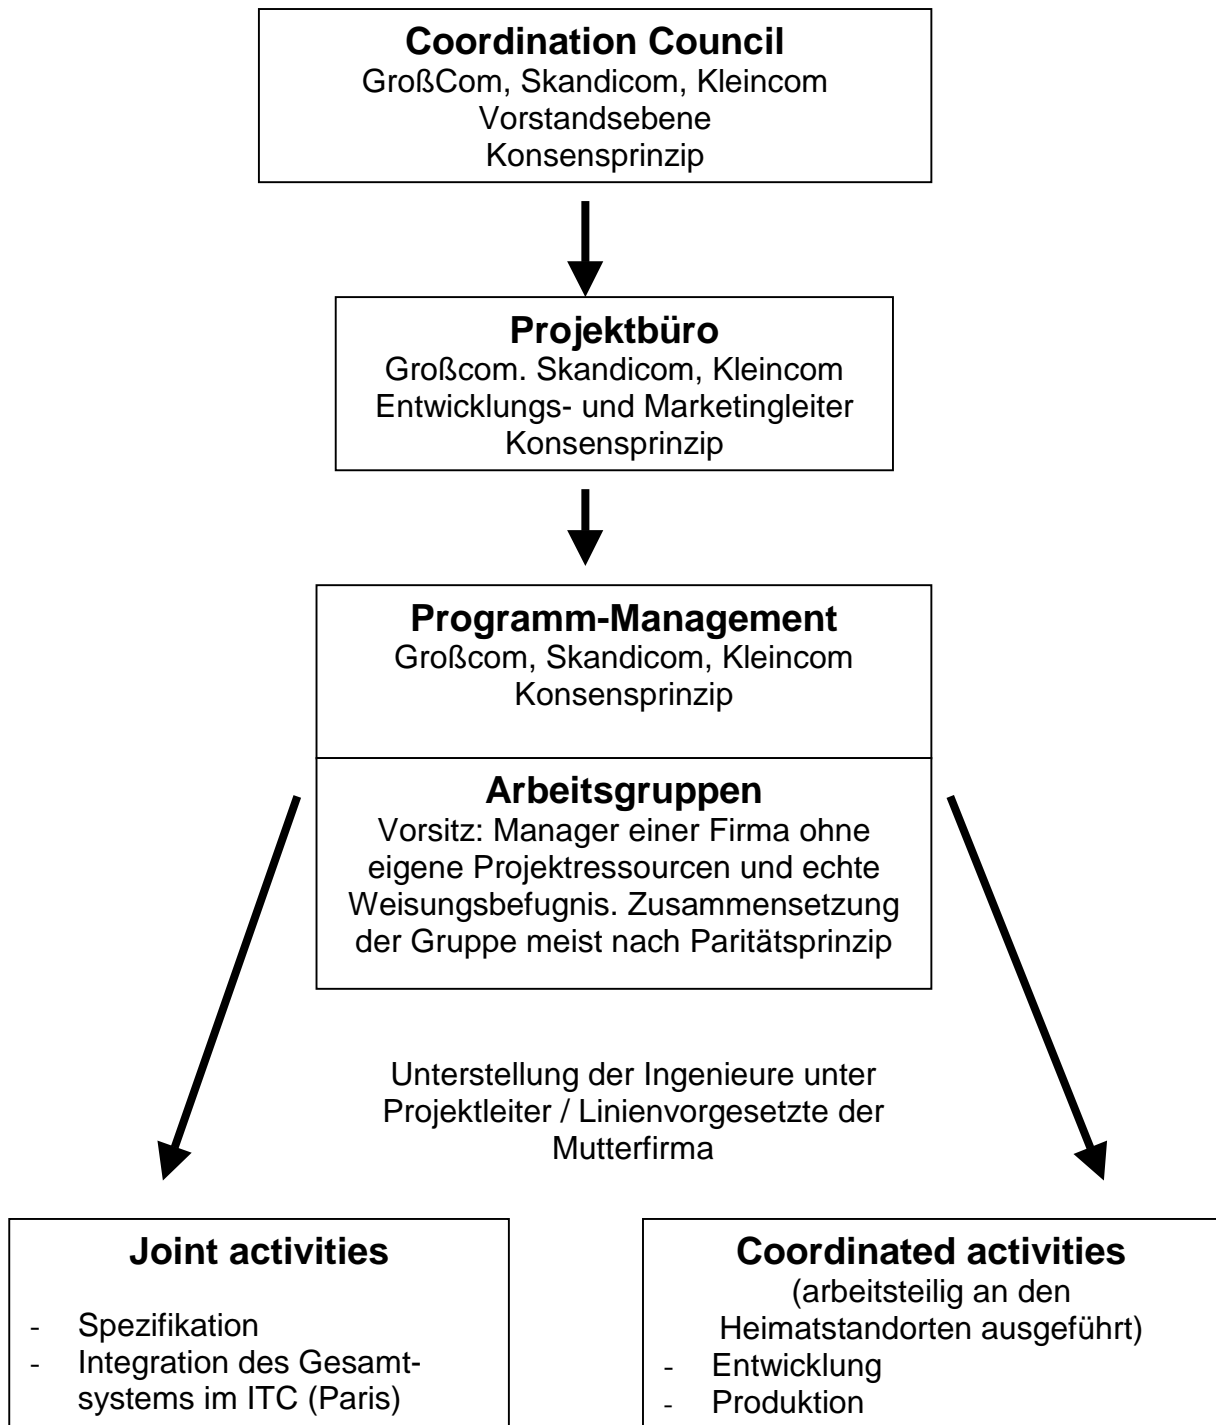 Coordination Council
GroßCom, Skandicom, Kleincom
Vorstandsebene
Konsensprinzip
Projektbüro
Großcom. Skandicom, Kleincom
Entwicklungs- und Marketingleiter
Konsensprinzip
Programm-Management
Großcom, Skandicom, Kleincom
Konsensprinzip
Arbeitsgruppen
Vorsitz: Manager einer Firma ohne
eigene Projektressourcen und echte
Weisungsbefugnis. Zusammensetzung
der Gruppe meist nach Paritätsprinzip
Unterstellung der Ingenieure unter
Projektleiter / Linienvorgesetzte der
Mutterfirma
Joint activities
- Spezifikation
- Integration des Gesamt-
systems im ITC (Paris)
Coordinated activities
(arbeitsteilig an den
Heimatstandorten ausgeführt)
- Entwicklung
- Produktion